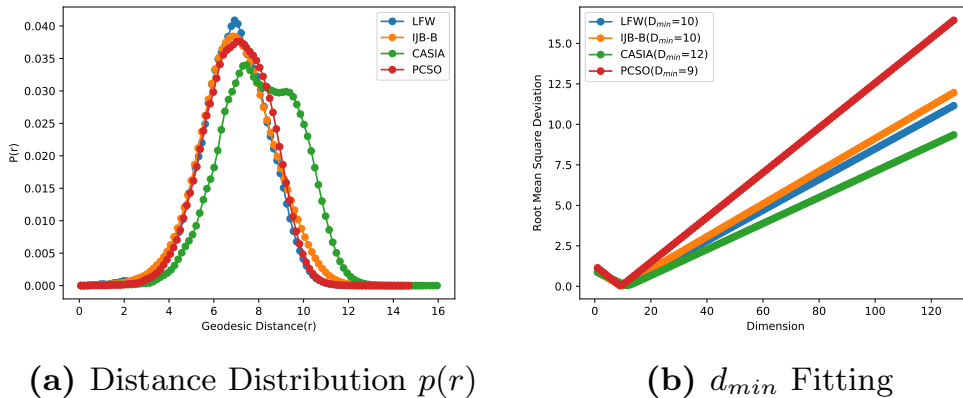 LFW
IJB-B
CASIA
PCSO
P(r)
0.040
0.035
0.030
0.025
0.020
0.015
0.010
0.005
0.000
0 2 4 6 8 10 12 14 16
Geodesic Distance(r)
LFW(Dmin=10)
IJB-B(Dmin=10)
CASIA(Dmin=12)
PCSO(Dmin=9)
Root Mean Square Deviation
15.0
12.5
10.0
7.5
5.0
2.5
0.0
0 20 40 60 80 100 120
Dimension
(a) Distance Distribution p(r)
(b) dmin Fitting